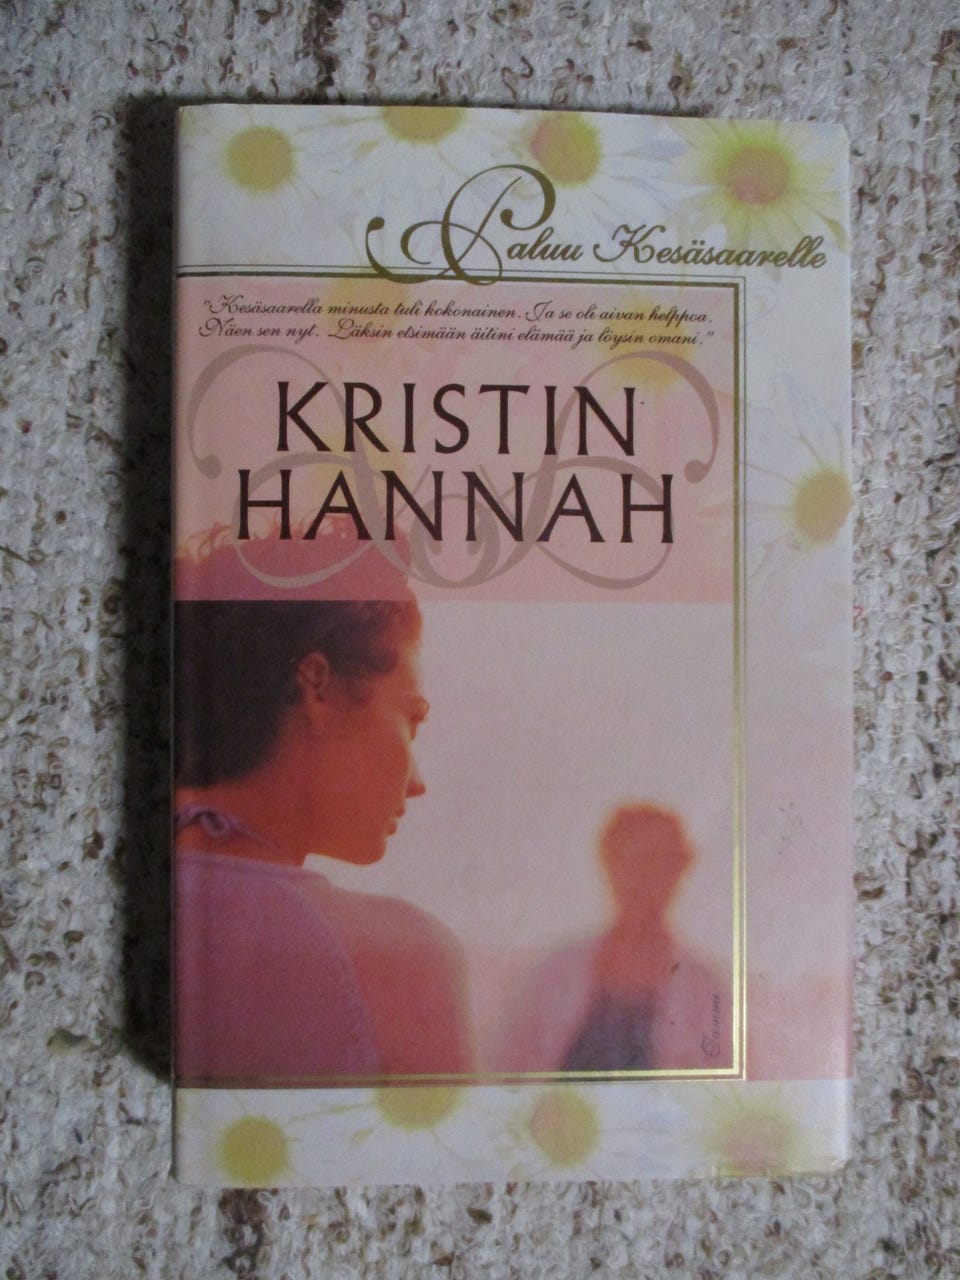 Paluu Kesäsaarelle
"Kesäsaarella minusta tuli kokonainen. Ja se oli aivan helppoa.
Näen sen nyt. Läksin etsimään äitini elämää ja löysin omani."
KRISTIN
HANNAH
Tammi